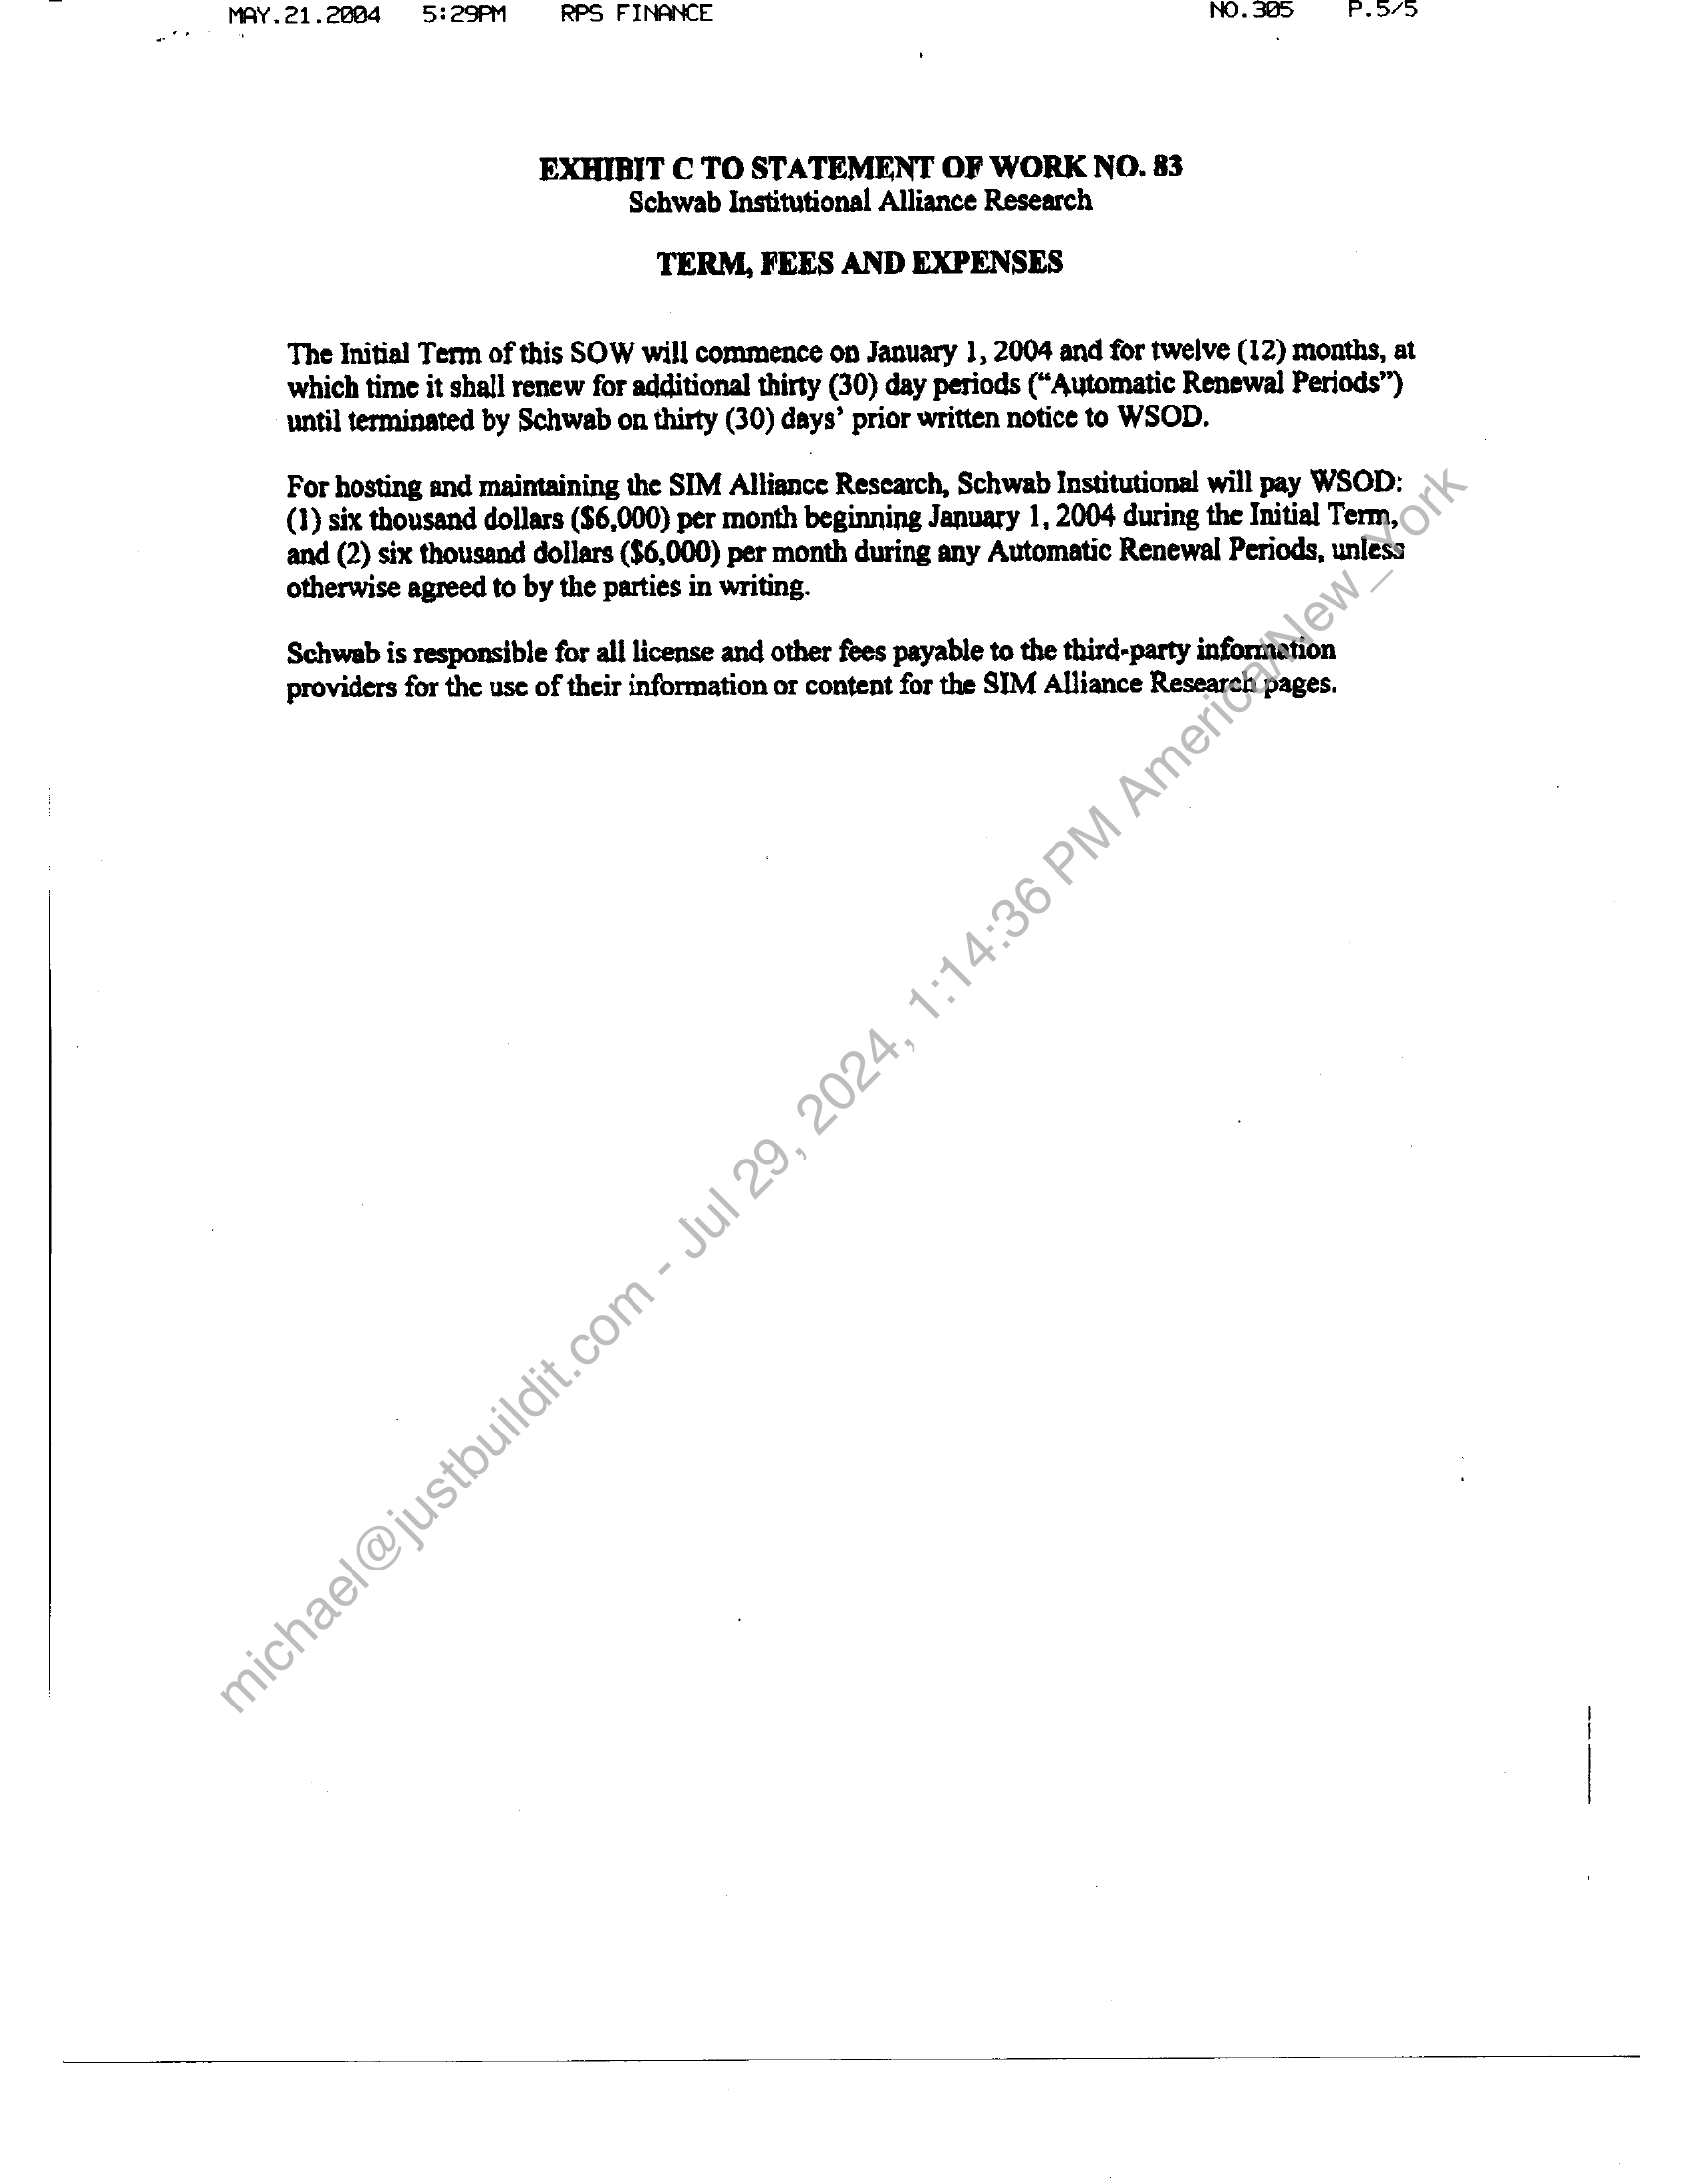 MAY.21.2004 5:29PM RPS FINANCE NO.305 P.5/5
EXHIBIT C TO STATEMENT OF WORK NO. 83
Schwab Institutional Alliance Research
TERM, FEES AND EXPENSES
The Initial Term of this SOW will commence on January 1, 2004 and for twelve (12) months, at
which time it shall renew for additional thirty (30) day periods (“Automatic Renewal Periods”)
until terminated by Schwab on thirty (30) days’ prior written notice to WSOD.
For hosting and maintaining the SIM Alliance Research, Schwab Institutional will pay WSOD:
(1) six thousand dollars ($6,000) per month beginning January 1, 2004 during the Initial Term,
and (2) six thousand dollars ($6,000) per month during any Automatic Renewal Periods, unless
otherwise agreed to by the parties in writing.
Schwab is responsible for all license and other fees payable to the third-party information
providers for the use of their information or content for the SIM Alliance Research pages.
michael@justbuildit.com - Jul 29, 2024, 1:14:36 PM America/New_York